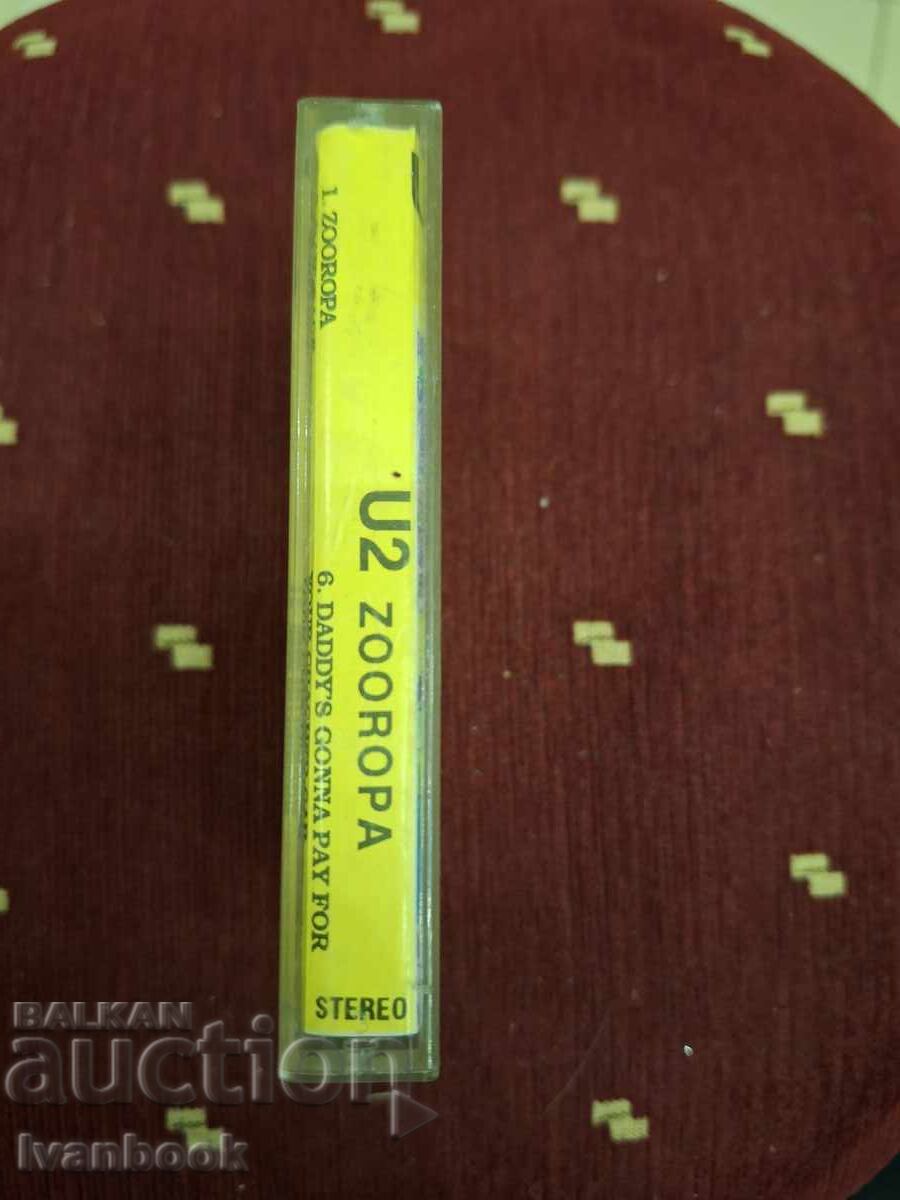 U2 ZOOROPA
1. ZOOROPA
6. DADDY'S GONNA PAY FOR
STEREO
BALKAN
auction
Ivanbook